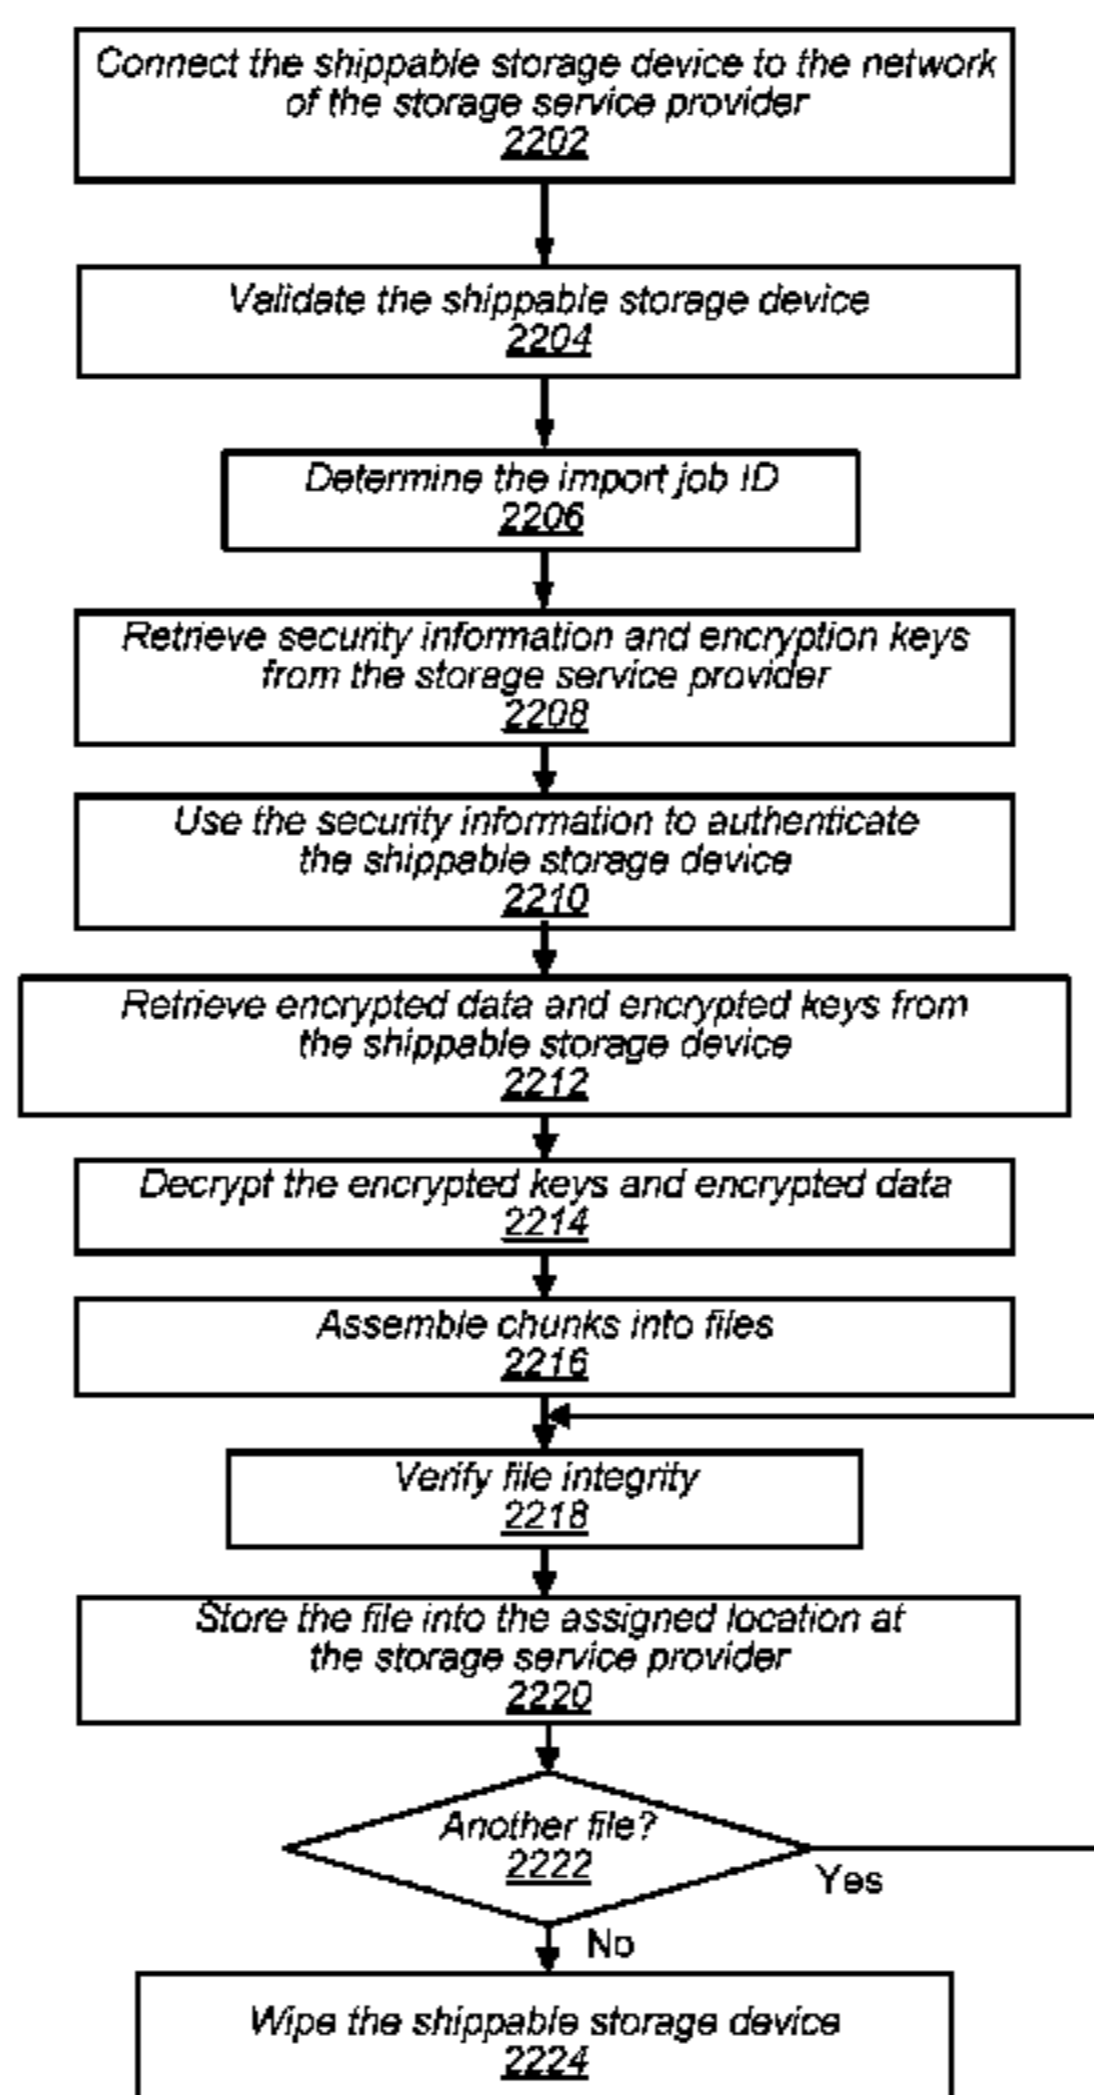 Connect the shippable storage device to the network
of the storage service provider
2202
Validate the shippable storage device
2204
Determine the import job ID
2206
Retrieve security information and encryption keys
from the storage service provider
2208
Use the security information to authenticate
the shippable storage device
2210
Retrieve encrypted data and encrypted keys from
the shippable storage device
2212
Decrypt the encrypted keys and encrypted data
2214
Assemble chunks into files
2216
Verify file integrity
2218
Store the file into the assigned location at
the storage service provider
2220
Another file?
2222
Yes
No
Wipe the shippable storage device
2224